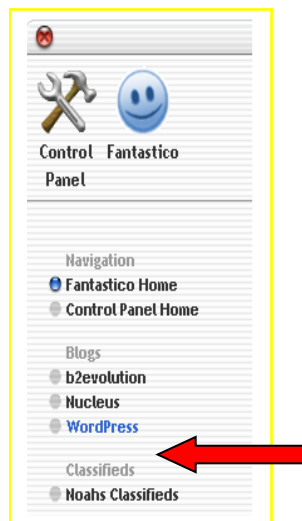 Control Fantastico
Panel
Navigation
Fantastico Home
Control Panel Home
Blogs
b2evolution
Nucleus
WordPress
Classifieds
Noahs Classifieds